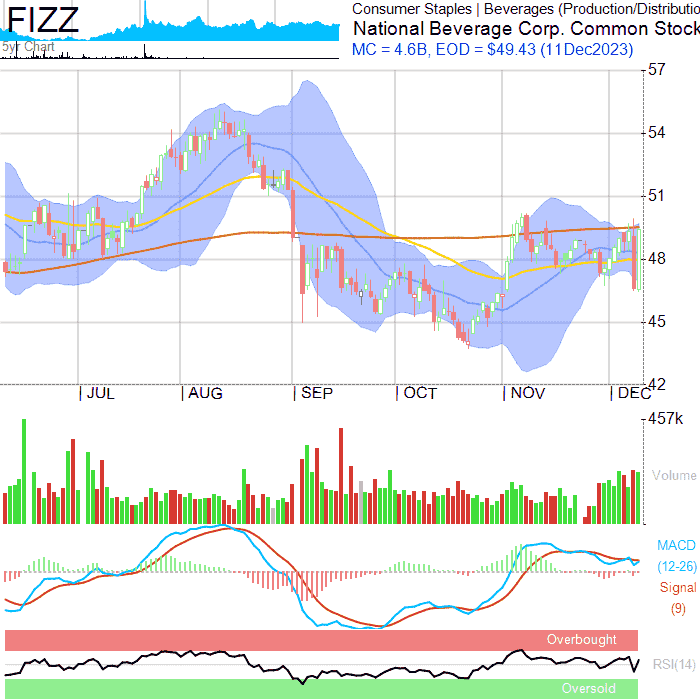 FIZZ
5yr Chart
Consumer Staples | Beverages (Production/Distributio
National Beverage Corp. Common Stock
MC = 4.6B, EOD = $49.43 (11Dec2023)
57
54
51
48
45
42
JUL AUG SEP OCT NOV DEC
457k
Volume
MACD
(12-26)
Signal
(9)
Overbought
RSI(14)
Oversold